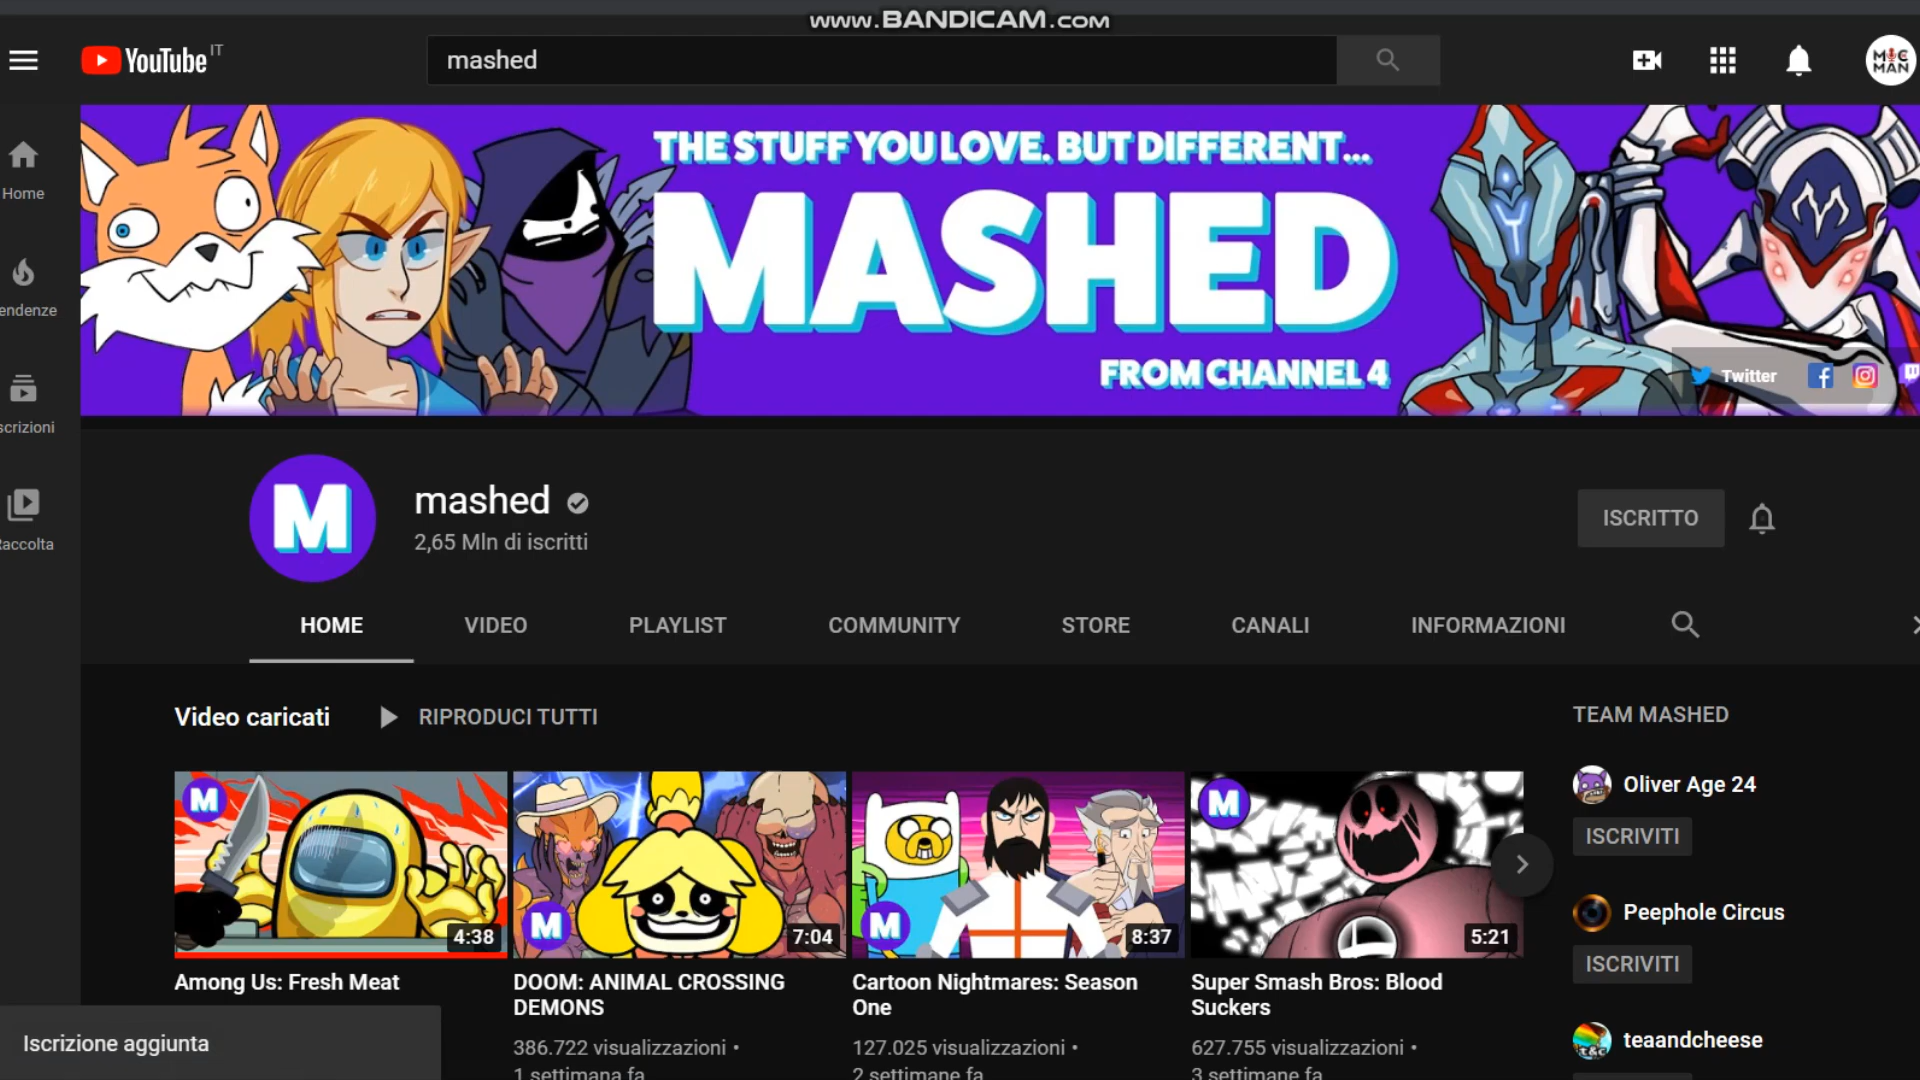 www.BANDICAM.com
YouTube IT
mashed
MIC
MAN
Home
endenze
scrizioni
Raccolta
THE STUFF YOU LOVE. BUT DIFFERENT...
MASHED
FROM CHANNEL 4
Twitter
M
mashed
2,65 Mln di iscritti
ISCRITTO
HOME
VIDEO
PLAYLIST
COMMUNITY
STORE
CANALI
INFORMAZIONI
Video caricati
RIPRODUCI TUTTI
M
4:38
Among Us: Fresh Meat
M
7:04
DOOM: ANIMAL CROSSING
DEMONS
386.722 visualizzazioni •
1 settimana fa
M
8:37
Cartoon Nightmares: Season
One
127.025 visualizzazioni •
2 settimane fa
M
5:21
Super Smash Bros: Blood
Suckers
627.755 visualizzazioni •
3 settimane fa
TEAM MASHED
Oliver Age 24
ISCRIVITI
Peephole Circus
ISCRIVITI
t&c
teaandcheese
Iscrizione aggiunta